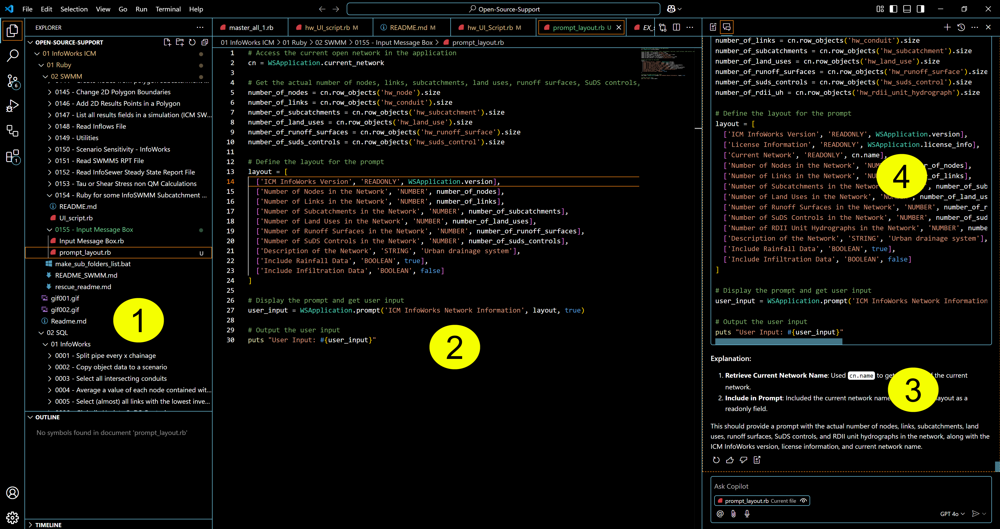 File Edit Selection View Go Run Terminal Help
Open-Source-Support
EXPLORER
OPEN-SOURCE-SUPPORT
01 InfoWorks ICM
01 Ruby
02 SWMM
0145 - Change 2D Polygon Boundaries
0146 - Add 2D Results Points in a Polygon
0147 - List all results fields in a simulation (ICM SW...
0148 - Read Inflows File
0149 - Utilities
0150 - Scenario Sensitivity - InfoWorks
0151 - Read SWMM5 RPT File
0152 - Read InfoSewer Steady State Report File
0153 - Tau or Shear Stress non QM Calculations
0154 - Ruby for some InfoSWMM Subcatchment ...
README.md
UI_script.rb
0155 - Input Message Box
Input Message Box.rb
prompt_layout.rb U
make_sub_folders_list.bat
README_SWMM.md
rescue_readme.md
gif001.gif
gif002.gif
Readme.md
02 SQL
01 InfoWorks
0001 - Split pipe every x chainage
0002 - Copy object data to a scenario
0003 - Select all intersecting conduits
0004 - Average a value of each node contained wit...
0005 - Select (almost) all links with the lowest inve...
OUTLINE
No symbols found in document 'prompt_layout.rb'
TIMELINE
6
1
1
master_all_1.rb hw_UI_script.rb M README.md M hw_UI_Script.rb M prompt_layout.rb U EX_s
01 InfoWorks ICM > 01 Ruby > 02 SWMM > 0155 - Input Message Box > prompt_layout.rb
1 # Access the current open network in the application
2 cn = WSApplication.current_network
3
4 # Get the actual number of nodes, links, subcatchments, land uses, runoff surfaces, SuDS controls,
5 number_of_nodes = cn.row_objects('hw_node').size
6 number_of_links = cn.row_objects('hw_conduit').size
7 number_of_subcatchments = cn.row_objects('hw_subcatchment').size
8 number_of_land_uses = cn.row_objects('hw_land_use').size
9 number_of_runoff_surfaces = cn.row_objects('hw_runoff_surface').size
10 number_of_suds_controls = cn.row_objects('hw_suds_control').size
11
12 # Define the layout for the prompt
13 layout = [
14 ['ICM InfoWorks Version', 'READONLY', WSApplication.version],
15 ['Number of Nodes in the Network', 'NUMBER', number_of_nodes],
16 ['Number of Links in the Network', 'NUMBER', number_of_links],
17 ['Number of Subcatchments in the Network', 'NUMBER', number_of_subcatchments],
18 ['Number of Land Uses in the Network', 'NUMBER', number_of_land_uses],
19 ['Number of Runoff Surfaces in the Network', 'NUMBER', number_of_runoff_surfaces],
20 ['Number of SuDS Controls in the Network', 'NUMBER', number_of_suds_controls],
21 ['Description of the Network', 'STRING', 'Urban drainage system'],
22 ['Include Rainfall Data', 'BOOLEAN', true],
23 ['Include Infiltration Data', 'BOOLEAN', false]
24 ]
25
26 # Display the prompt and get user input
27 user_input = WSApplication.prompt('ICM InfoWorks Network Information', layout, true)
28
29 # Output the user input
30 puts "User Input: #{user_input}"
2
number_of_links = cn.row_objects('hw_conduit').size
number_of_subcatchments = cn.row_objects('hw_subcatchment').size
number_of_land_uses = cn.row_objects('hw_land_use').size
number_of_runoff_surfaces = cn.row_objects('hw_runoff_surface').size
number_of_suds_controls = cn.row_objects('hw_suds_control').size
number_of_rdii_uh = cn.row_objects('hw_rdii_unit_hydrograph').size
# Define the layout for the prompt
layout = [
['ICM InfoWorks Version', 'READONLY', WSApplication.version],
['License Information', 'READONLY', WSApplication.license_info],
['Current Network', 'READONLY', cn.name],
['Number of Nodes in the Network', 'NUM r_of_nodes],
['Number of Links in the Network', 'NU _of_links],
['Number of Subcatchments in the Networ , number_of_sub
['Number of Land Uses in the Network', 'NUMBER', number_of_land_us
['Number of Runoff Surfaces in the Network', 'NUMBER', number_of_r
['Number of SuDS Controls in the Network', 'NUMBER', number_of_sud
['Number of RDII Unit Hydrographs in the Network', 'NUMBER', numbe
['Description of the Network', 'STRING', 'Urban drainage system'],
['Include Rainfall Data', 'BOOLEAN', true],
['Include Infiltration Data', 'BOOLEAN', false]
]
# Display the prompt and get user input
user_input = WSApplication.prompt('ICM InfoWorks Network Information
# Output the user input
puts "User Input: #{user_input}"
4
Explanation:
1. Retrieve Current Network Name: Used cn.name to get f the current
network.
2. Include in Prompt: Included the current network name ayout as a
readonly field.
3
This should provide a prompt with the actual number of nodes, links, subcatchments, land
uses, runoff surfaces, SuDS controls, and RDII unit hydrographs in the network, along with the
ICM InfoWorks version, license information, and current network name.
Ask Copilot
prompt_layout.rb Current file
GPT 4o